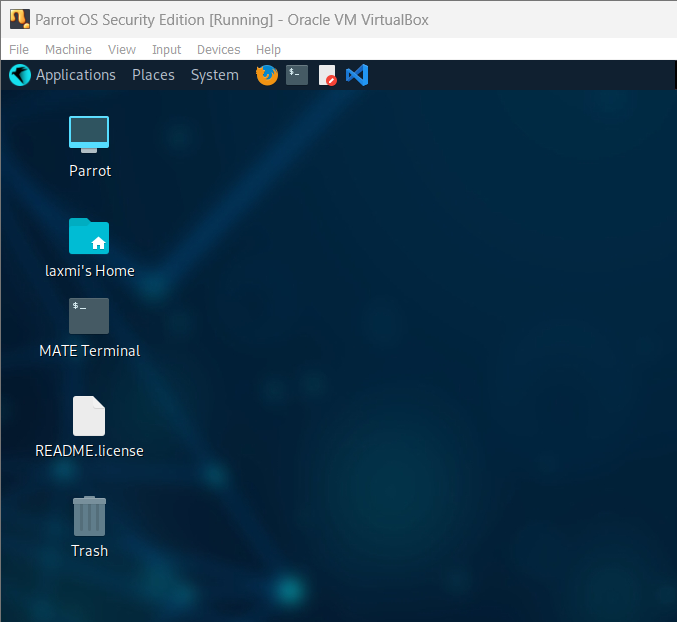 Parrot OS Security Edition [Running] - Oracle VM VirtualBox
File Machine View Input Devices Help
Applications Places System
$_
Parrot
laxmi's Home
$_
MATE Terminal
README.license
Trash